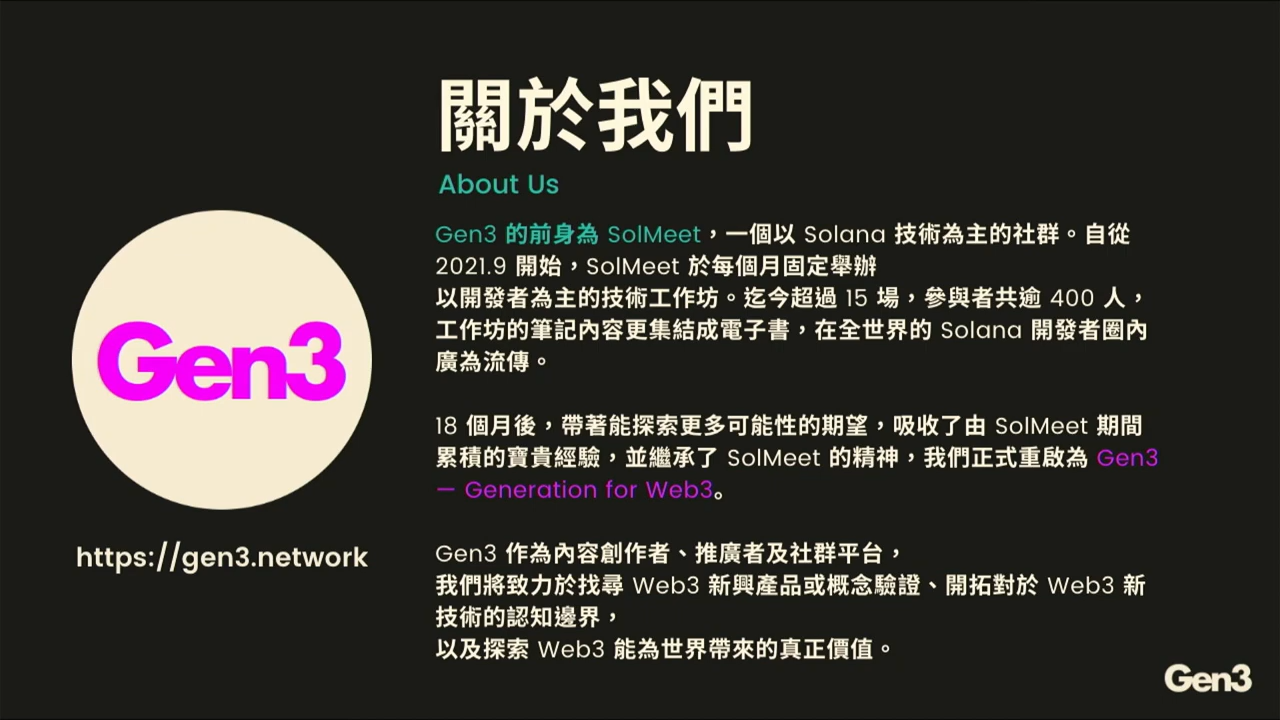 關於我們
About Us
Gen3 的前身為 SolMeet，一個以 Solana 技術為主的社群。自從
2021.9 開始，SolMeet 於每個月固定舉辦
以開發者為主的技術工作坊。迄今超過 15 場，參與者共逾 400 人，
工作坊的筆記內容更集結成電子書，在全世界的 Solana 開發者圈內
廣為流傳。
18 個月後，帶著能探索更多可能性的期望，吸收了由 SolMeet 期間
累積的寶貴經驗，並繼承了 SolMeet 的精神，我們正式重啟為 Gen3
— Generation for Web3。
Gen3 作為內容創作者、推廣者及社群平台，
我們將致力於找尋 Web3 新興產品或概念驗證、開拓對於 Web3 新
技術的認知邊界，
以及探索 Web3 能為世界帶來的真正價值。
Gen3
https://gen3.network
Gen3